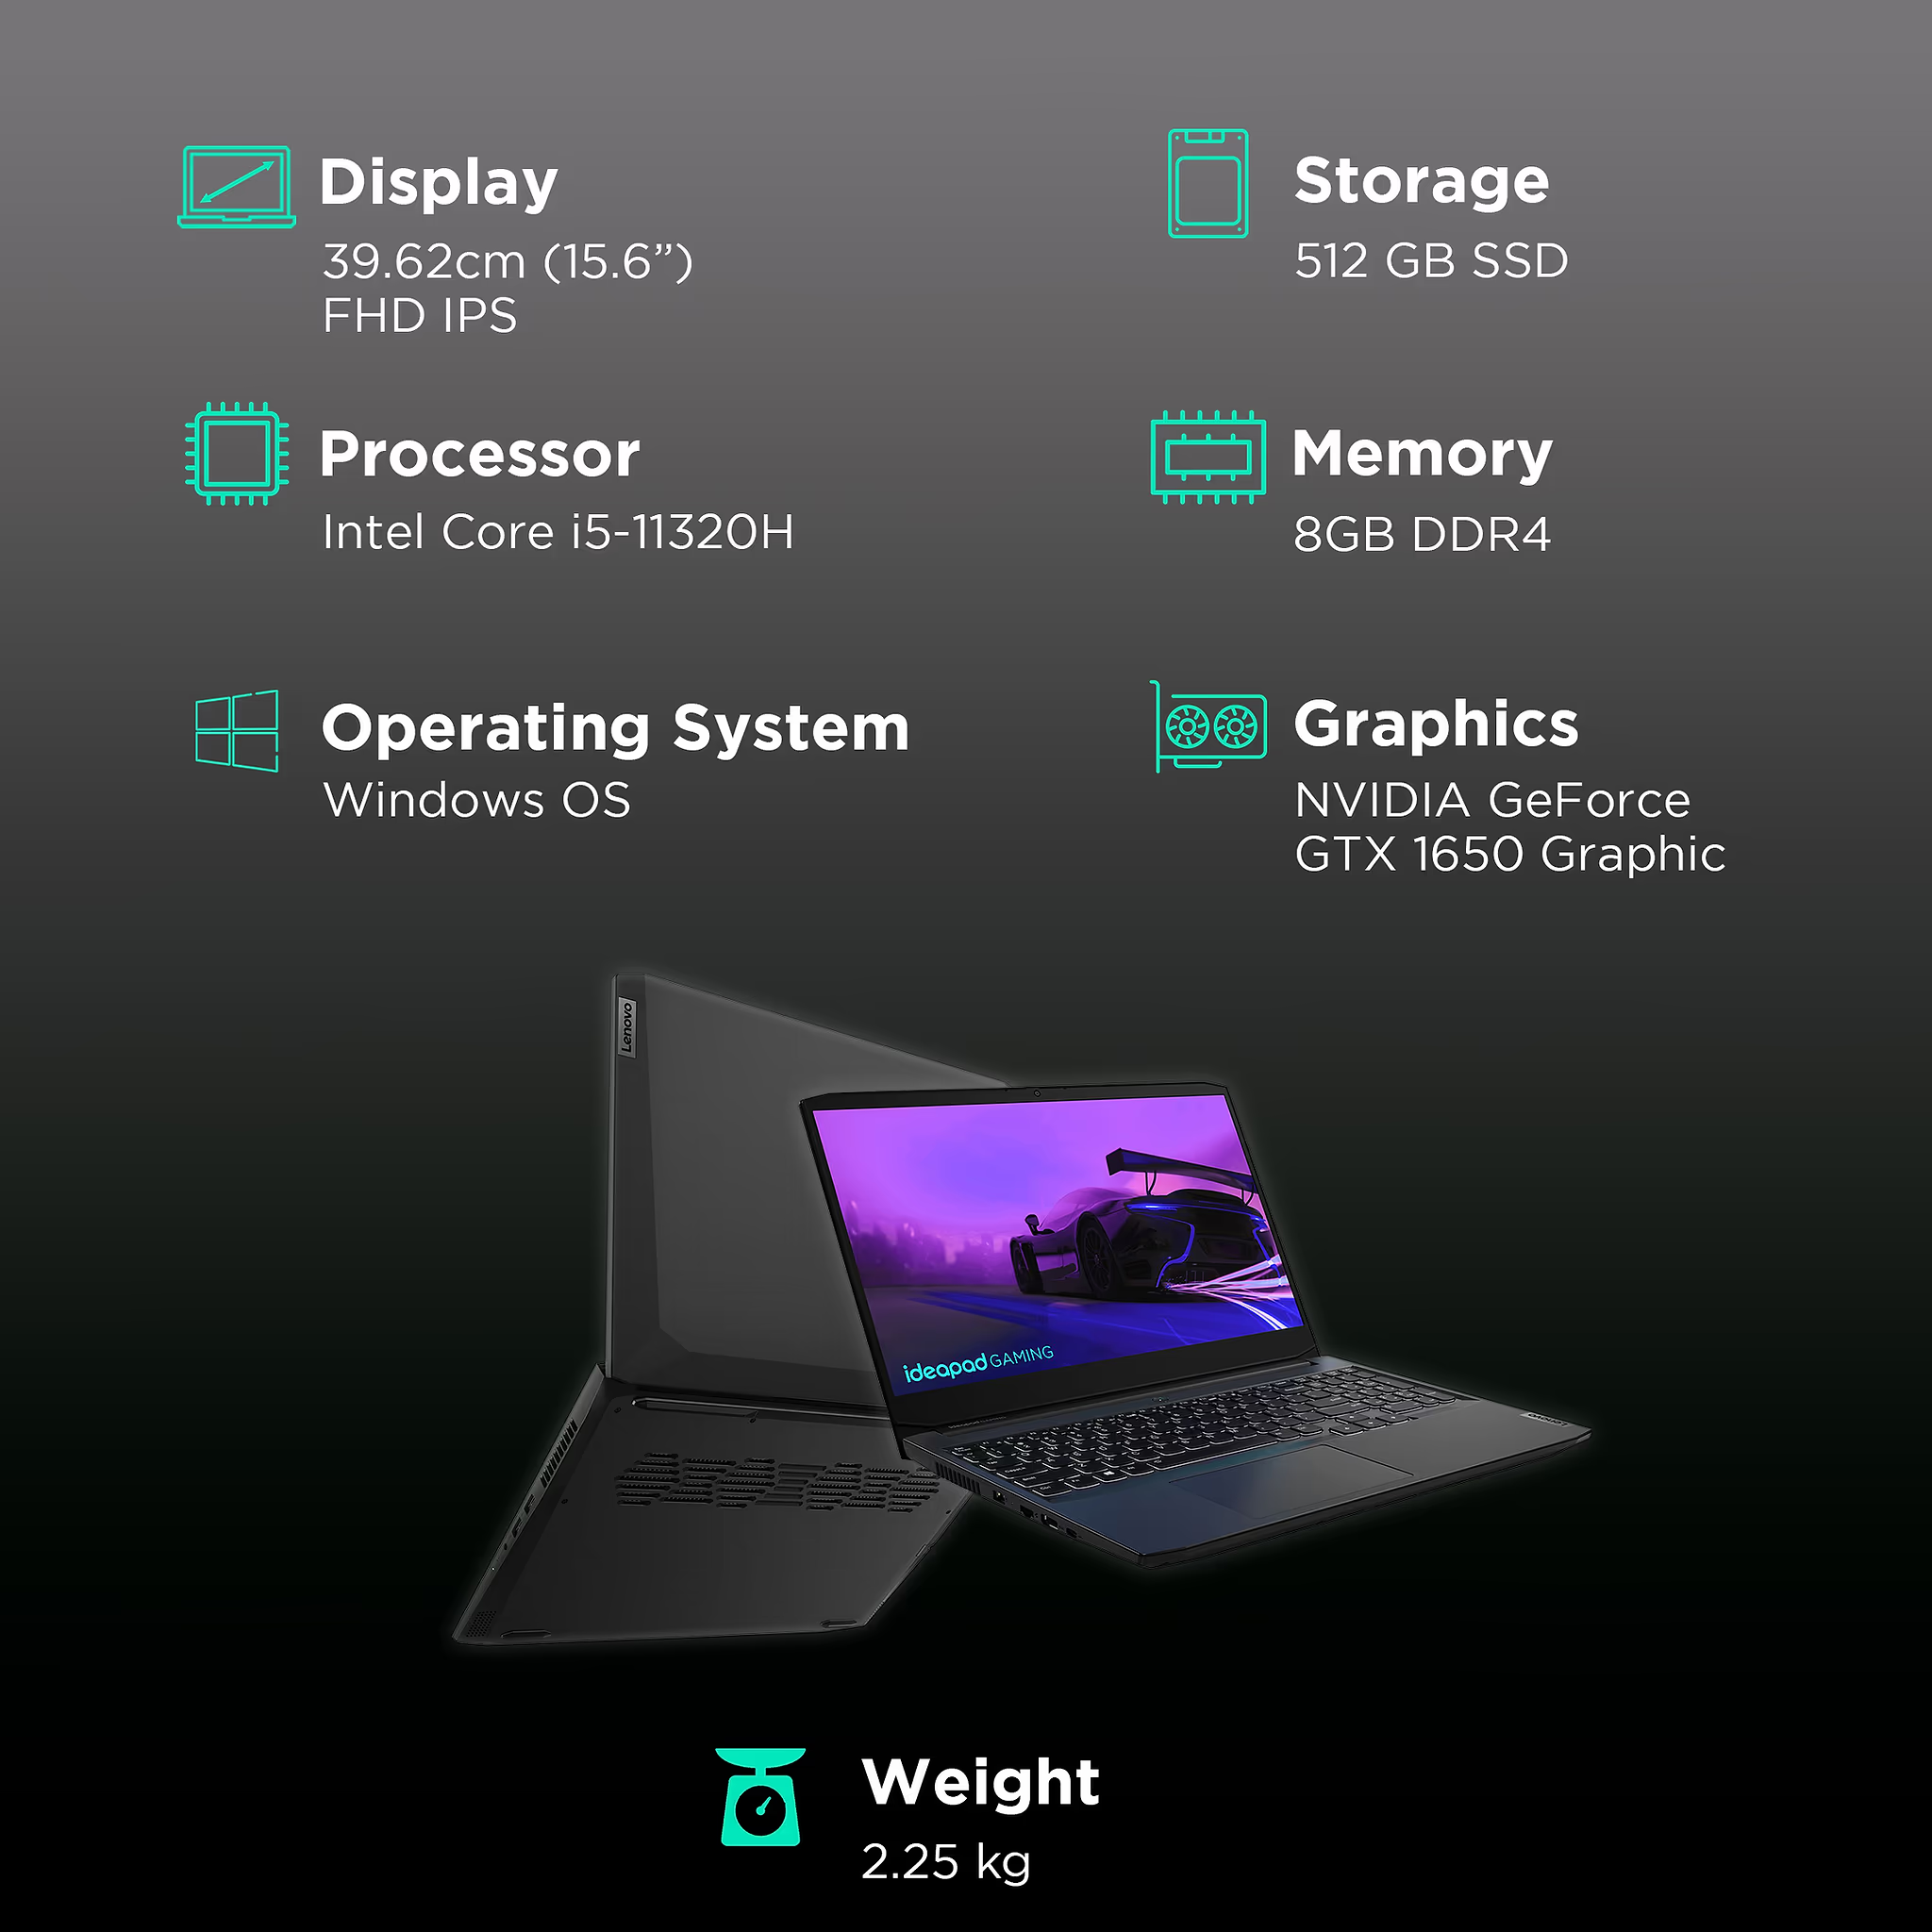 Display
39.62cm (15.6”)
FHD IPS
Storage
512 GB SSD
Processor
Intel Core i5-11320H
Memory
8GB DDR4
Operating System
Windows OS
Graphics
NVIDIA GeForce
GTX 1650 Graphic
Lenovo
ideapad GAMING
Lenovo
Weight
2.25 kg